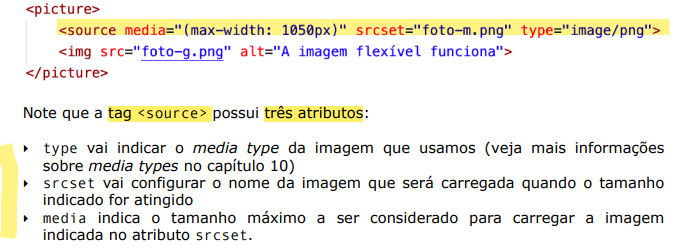 <picture>
<source media="(max-width: 1050px)" srcset="foto-m.png" type="image/png">
<img src="foto-g.png" alt="A imagem flexível funciona">
</picture>
Note que a tag <source> possui três atributos:
type vai indicar o media type da imagem que usamos (veja mais informações
sobre media types no capítulo 10)
srcset vai configurar o nome da imagem que será carregada quando o tamanho
indicado for atingido
media indica o tamanho máximo a ser considerado para carregar a imagem
indicada no atributo srcset.